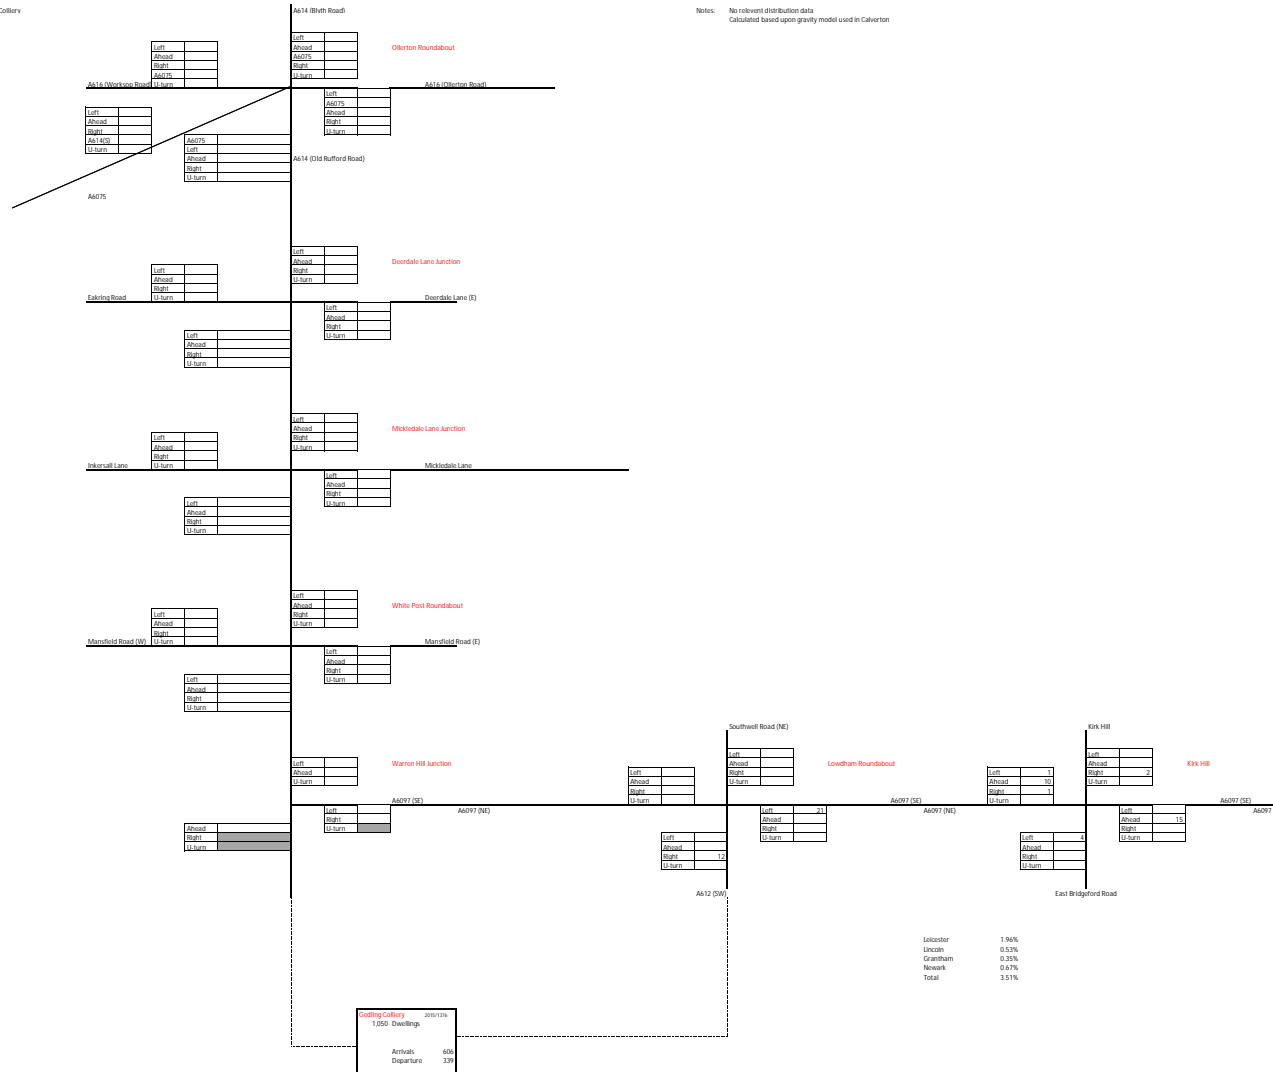 Colliery
A614 (Blyth Road)
Notes: No relevent distribution data
Calculated based upon gravity model used in Calverton
Left
Ahead
A6075
Right
U-turn
Ollerton Roundabout
Left
Ahead
Right
A6075
U-turn
A616 (Worksop Road)
A616 (Ollerton Road)
Left
A6075
Ahead
Right
U-turn
Left
Ahead
Right
A614(S)
U-turn
A6075
Left
Ahead
Right
U-turn
A614 (Old Rufford Road)
A6075
Left
Ahead
Right
U-turn
Deerdale Lane Junction
Left
Ahead
Right
U-turn
Eakring Road
Deerdale Lane (E)
Left
Ahead
Right
U-turn
Left
Ahead
Right
U-turn
Left
Ahead
Right
U-turn
Mickledale Lane Junction
Left
Ahead
Right
U-turn
Inkersall Lane
Mickledale Lane
Left
Ahead
Right
U-turn
Left
Ahead
Right
U-turn
Left
Ahead
Right
U-turn
White Post Roundabout
Left
Ahead
Right
U-turn
Mansfield Road (W)
Mansfield Road (E)
Left
Ahead
Right
U-turn
Left
Ahead
Right
U-turn
Southwell Road (NE)
Kirk Hill
Left
Ahead
U-turn
Warren Hill Junction
Left
Ahead
Right
U-turn
Left
Ahead
Right
U-turn
Lowdham Roundabout
Left 1
Ahead 10
Right 1
U-turn
Left
Ahead
Right 2
U-turn
Kirk Hill
A6097 (SE)
A6097 (NE)
A6097 (SE)
A6097 (NE)
A6097 (SE)
A6097
Left
Right
U-turn
Left 21
Ahead
Right
U-turn
Left
Ahead 15
Right
U-turn
Ahead
Right
U-turn
Left
Ahead
Right 12
U-turn
Left 4
Ahead
Right
U-turn
A612 (SW)
East Bridgeford Road
Leicester 1.96%
Lincoln 0.53%
Grantham 0.35%
Newark 0.67%
Total 3.51%
Gedling Colliery
1,050 Dwellings
Arrivals 606
Departure 339